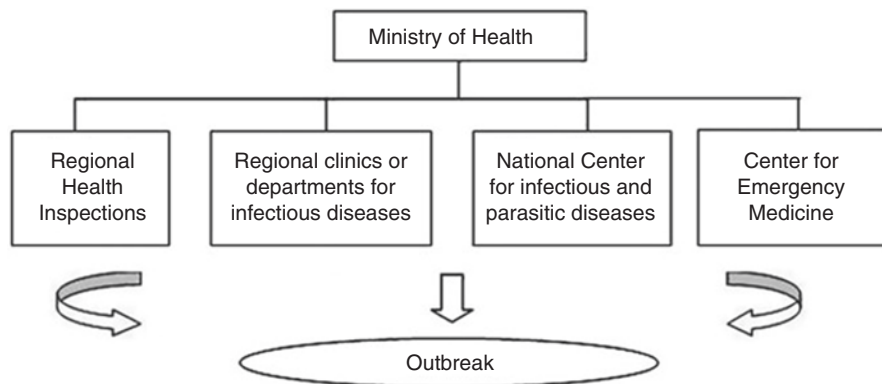 Ministry of Health
Regional
Health
Inspections
Regional clinics or
departments for
infectious diseases
National Center
for infectious and
parasitic diseases
Center for
Emergency
Medicine
Outbreak